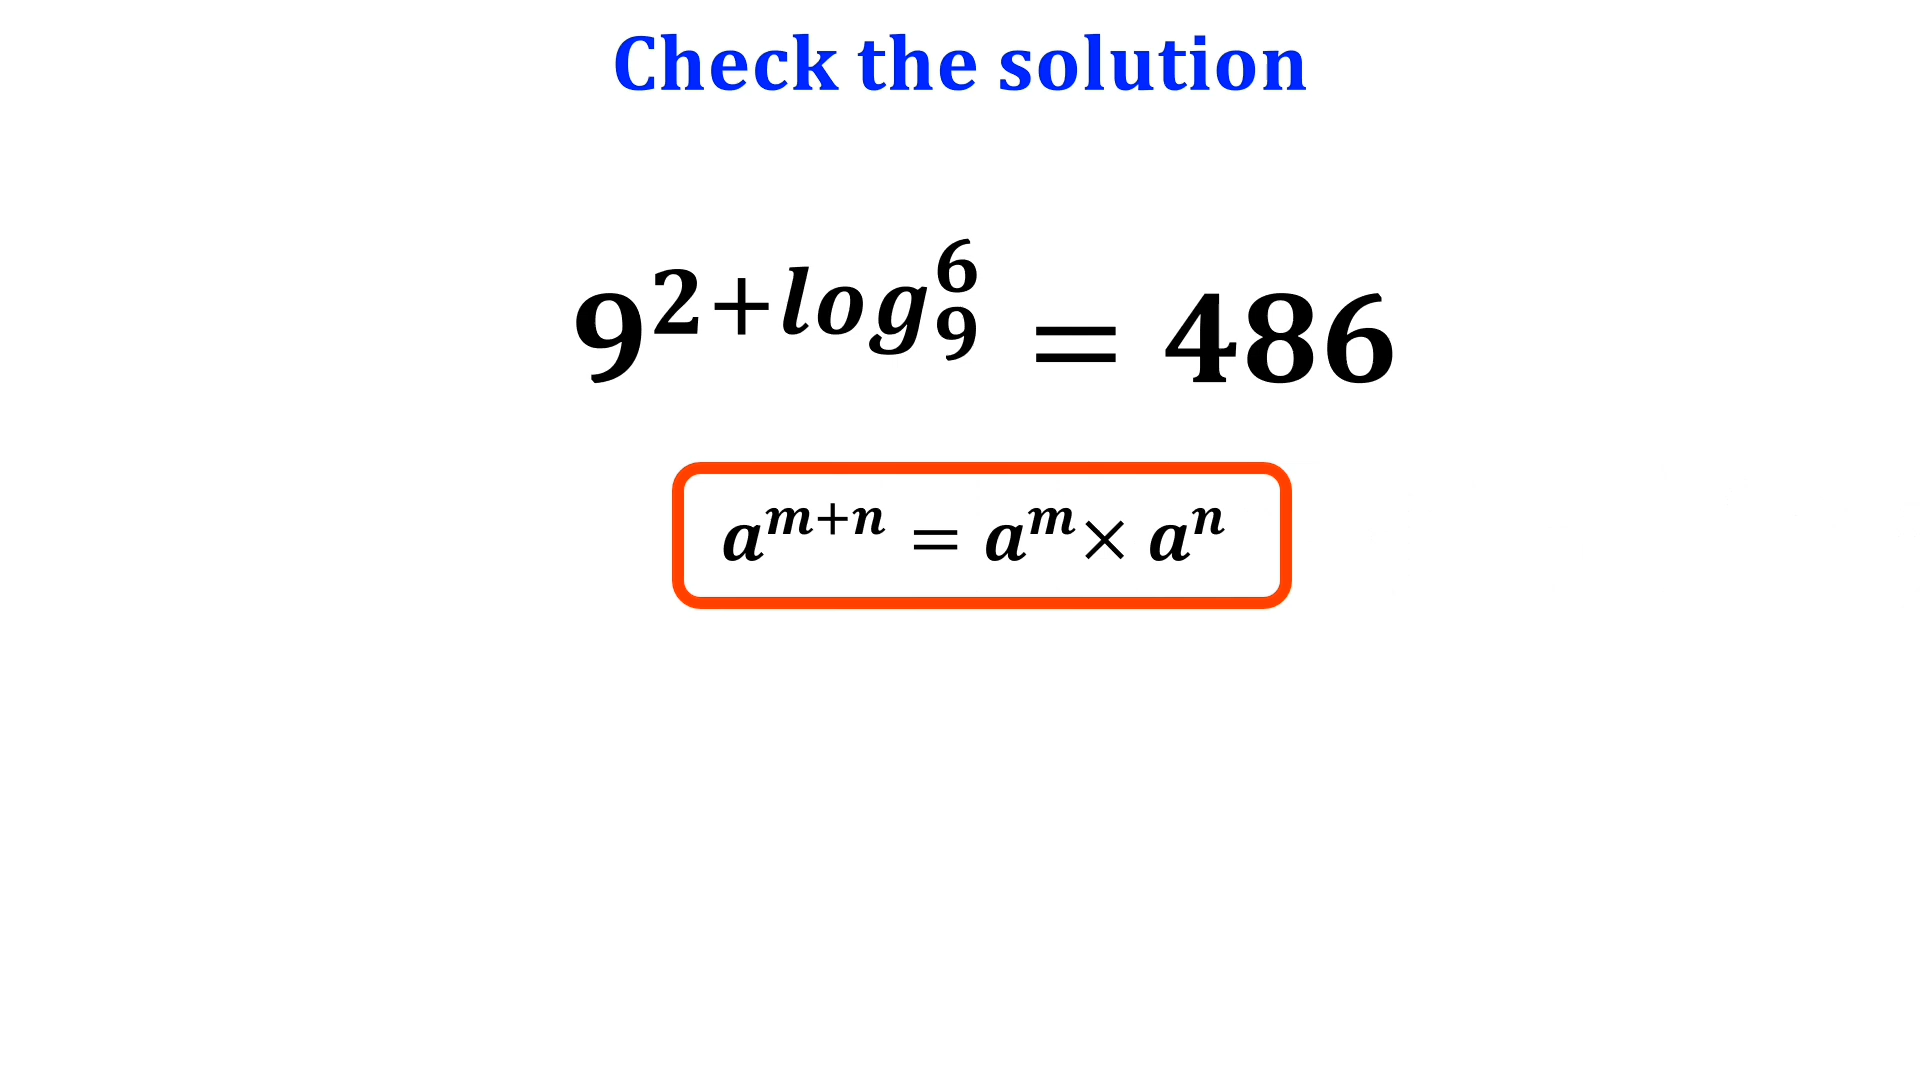 Check the solution
9^{2+log_9^6} = 486
a^{m+n} = a^m × a^n